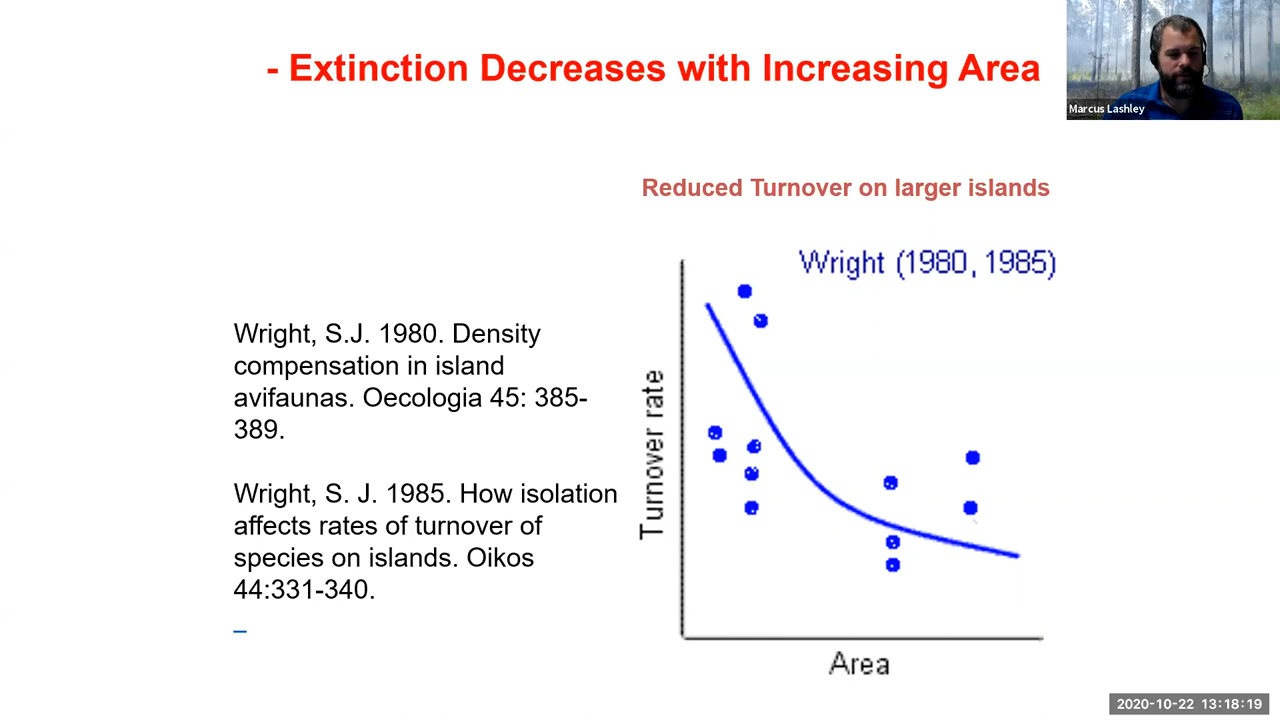 - Extinction Decreases with Increasing Area
Marcus Lashley
Reduced Turnover on larger islands
Wright (1980, 1985)
Wright, S.J. 1980. Density
compensation in island
avifaunas. Oecologia 45: 385-
389.
Wright, S. J. 1985. How isolation
affects rates of turnover of
species on islands. Oikos
44:331-340.
Turnover rate
Area
2020-10-22 13:18:19